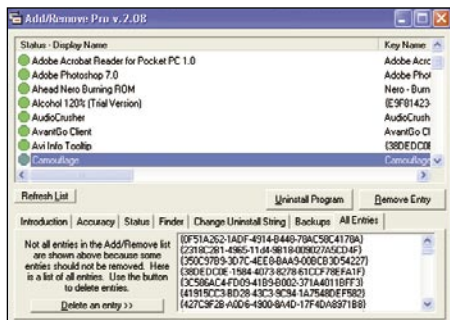 Add/Remove Pro v.2.08
Status - Display Name Key Name
Adobe Acrobat Reader for Pocket PC 1.0 Adobe Acrc
Adobe Photoshop 7.0 Adobe Phot
Ahead Nero Burning ROM Nero - Burn
Alcohol 120% (Trial Version) {E9F81423-
AudioCrusher AudioCrush
AvantGo Client AvantGo Cl
Avi Info Tooltip {38DEDC0E
Camouflage Camouflage
Refresh List Uninstall Program Remove Entry
Introduction Accuracy Status Finder Change Uninstall String Backups All Entries
Not all entries in the Add/Remove list
are shown above because some
entries should not be removed. Here
is a list of all entries. Use the button
to delete entries.
Delete an entry >>
{0F51A262-1ADF-4914-B448-78AC58C4178A}
{2318C2B1-4965-11d4-9B18-009027A5CD4F}
{350C97B9-3D7C-4EE8-BAA9-00BCB3D54227}
{38DEDC0E-1584-4073-8278-61CCF78EFA1F}
{3C586AC4-FD09-41B9-B002-371A4011BFF3}
{41915CC3-BD28-43C3-9C94-1A7548DEF582}
{427C9F2B-A0D6-4900-8A4D-17F4DA8971B8}